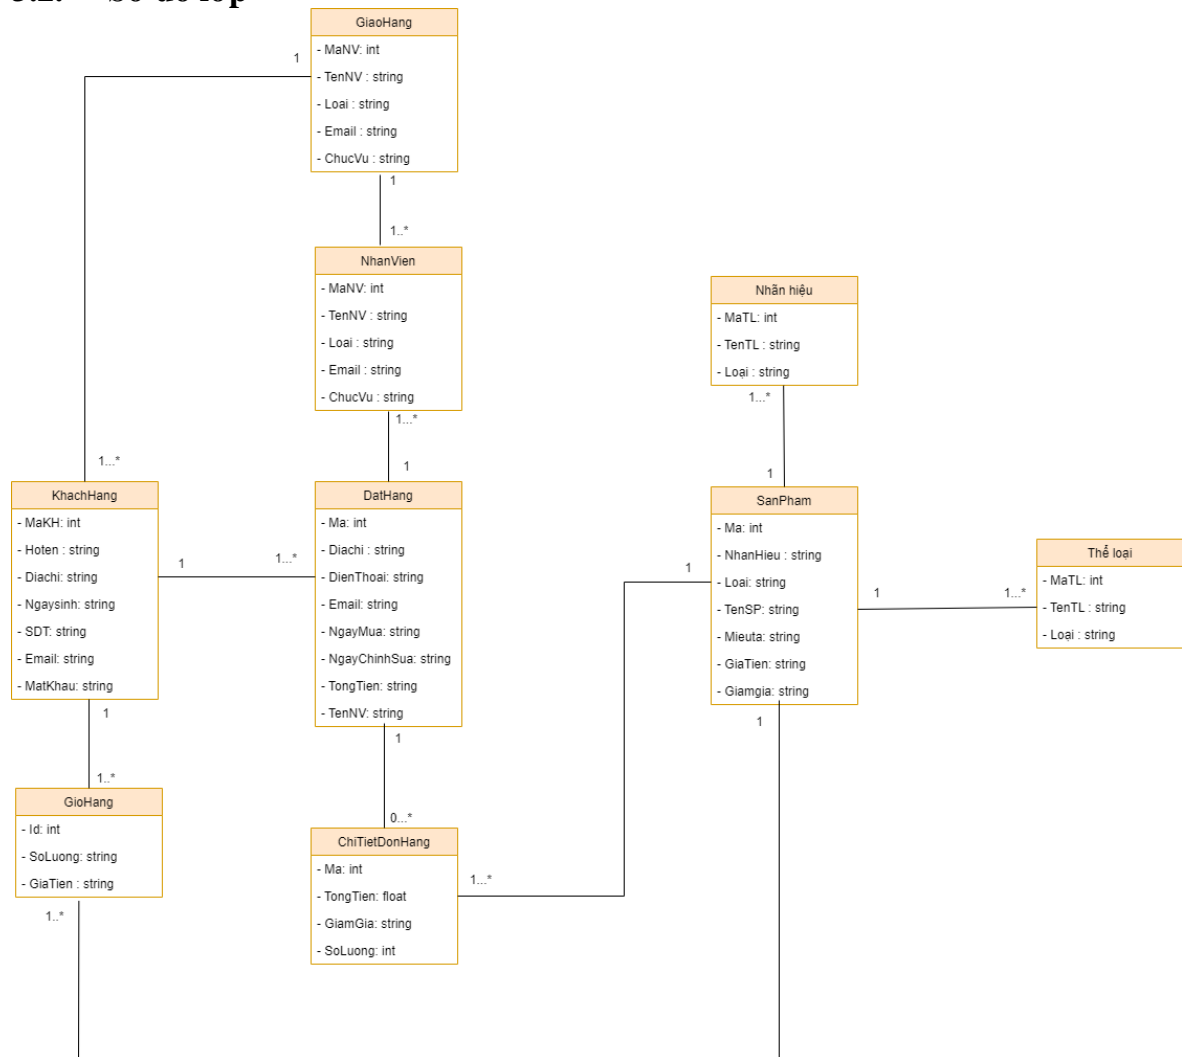 GiaoHang
- MaNV: int
- TenNV : string
- Loai : string
- Email : string
- ChucVu : string
1
1
1..*
NhanVien
- MaNV: int
- TenNV : string
- Loai : string
- Email : string
- ChucVu : string
1...*
1
Nhãn hiệu
- MaTL: int
- TenTL : string
- Loại : string
1...*
1
1...*
KhachHang
- MaKH: int
- Hoten : string
- Diachi: string
- Ngaysinh: string
- SDT: string
- Email: string
- MatKhau: string
1
1...*
DatHang
- Ma: int
- Diachi : string
- DienThoai: string
- Email: string
- NgayMua: string
- NgayChinhSua: string
- TongTien: string
- TenNV: string
1
SanPham
- Ma: int
- NhanHieu : string
- Loai: string
- TenSP: string
- Mieuta: string
- GiaTien: string
- Giamgia: string
1
1...*
Thể loại
- MaTL: int
- TenTL : string
- Loại : string
1
1
1
1..*
GioHang
- Id: int
- SoLuong: string
- GiaTien : string
1..*
0...*
ChiTietDonHang
- Ma: int
- TongTien: float
- GiamGia: string
- SoLuong: int
1...*